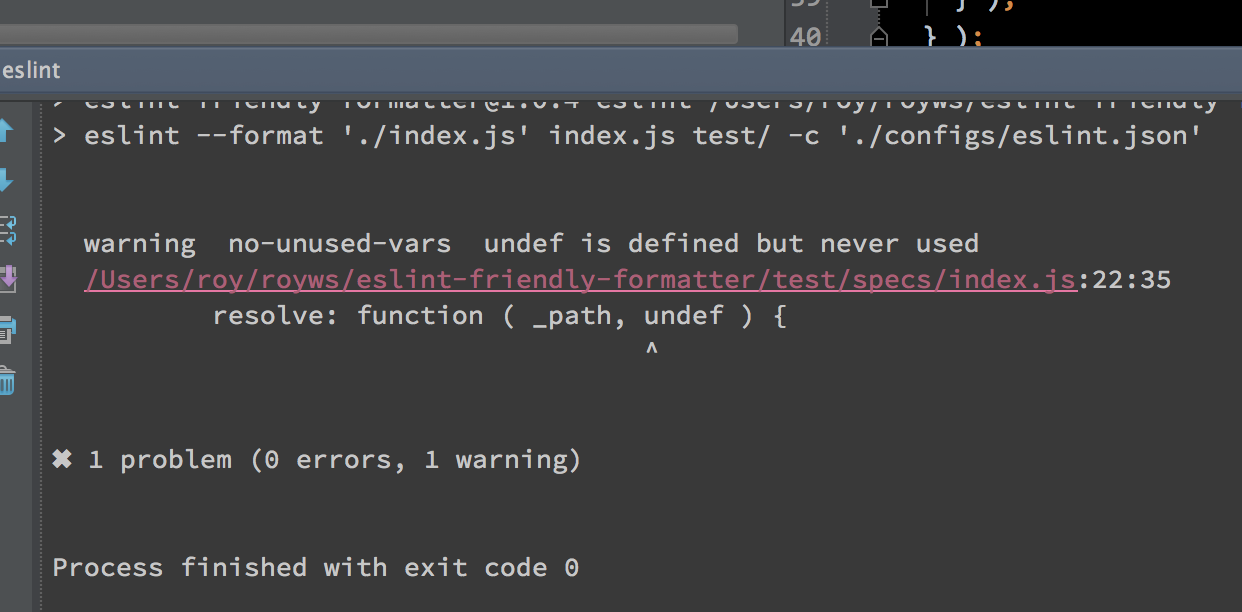 39 } );
40 } );
eslint
> eslint-friendly-formatter@1.0.4 eslint /Users/roy/royws/eslint-friendly
> eslint --format './index.js' index.js test/ -c './configs/eslint.json'
warning  no-unused-vars  undef is defined but never used
/Users/roy/royws/eslint-friendly-formatter/test/specs/index.js:22:35
resolve: function ( _path, undef ) {
^
✖ 1 problem (0 errors, 1 warning)
Process finished with exit code 0